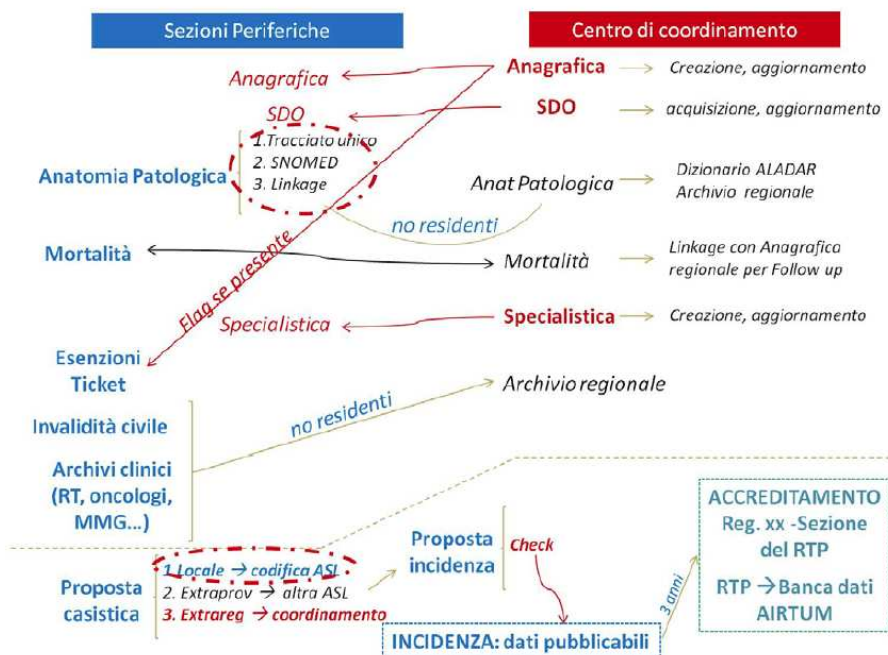 Sezioni Periferiche
Centro di coordinamento
Anagrafica
Anagrafica
Creazione, aggiornamento
SDO
SDO
acquisizione, aggiornamento
Anatomia Patologica
1.Tracciato unico
2. SNOMED
3. Linkage
Anat Patologica
Dizionario ALADAR
Archivio regionale
no residenti
Mortalità
Mortalità
Linkage con Anagrafica
regionale per Follow up
Flag se presente
Specialistica
Specialistica
Creazione, aggiornamento
Esenzioni
Ticket
Archivio regionale
no residenti
Invalidità civile
Archivi clinici
(RT, oncologi,
MMG...)
Proposta
casistica
1.Locale → codifica ASL
2. Extraprov → altra ASL
3. Extrareg → coordinamento
Proposta
incidenza
Check
INCIDENZA: dati pubblicabili
3 anni
ACCREDITAMENTO
Reg. xx -Sezione
del RTP
RTP → Banca dati
AIRTUM